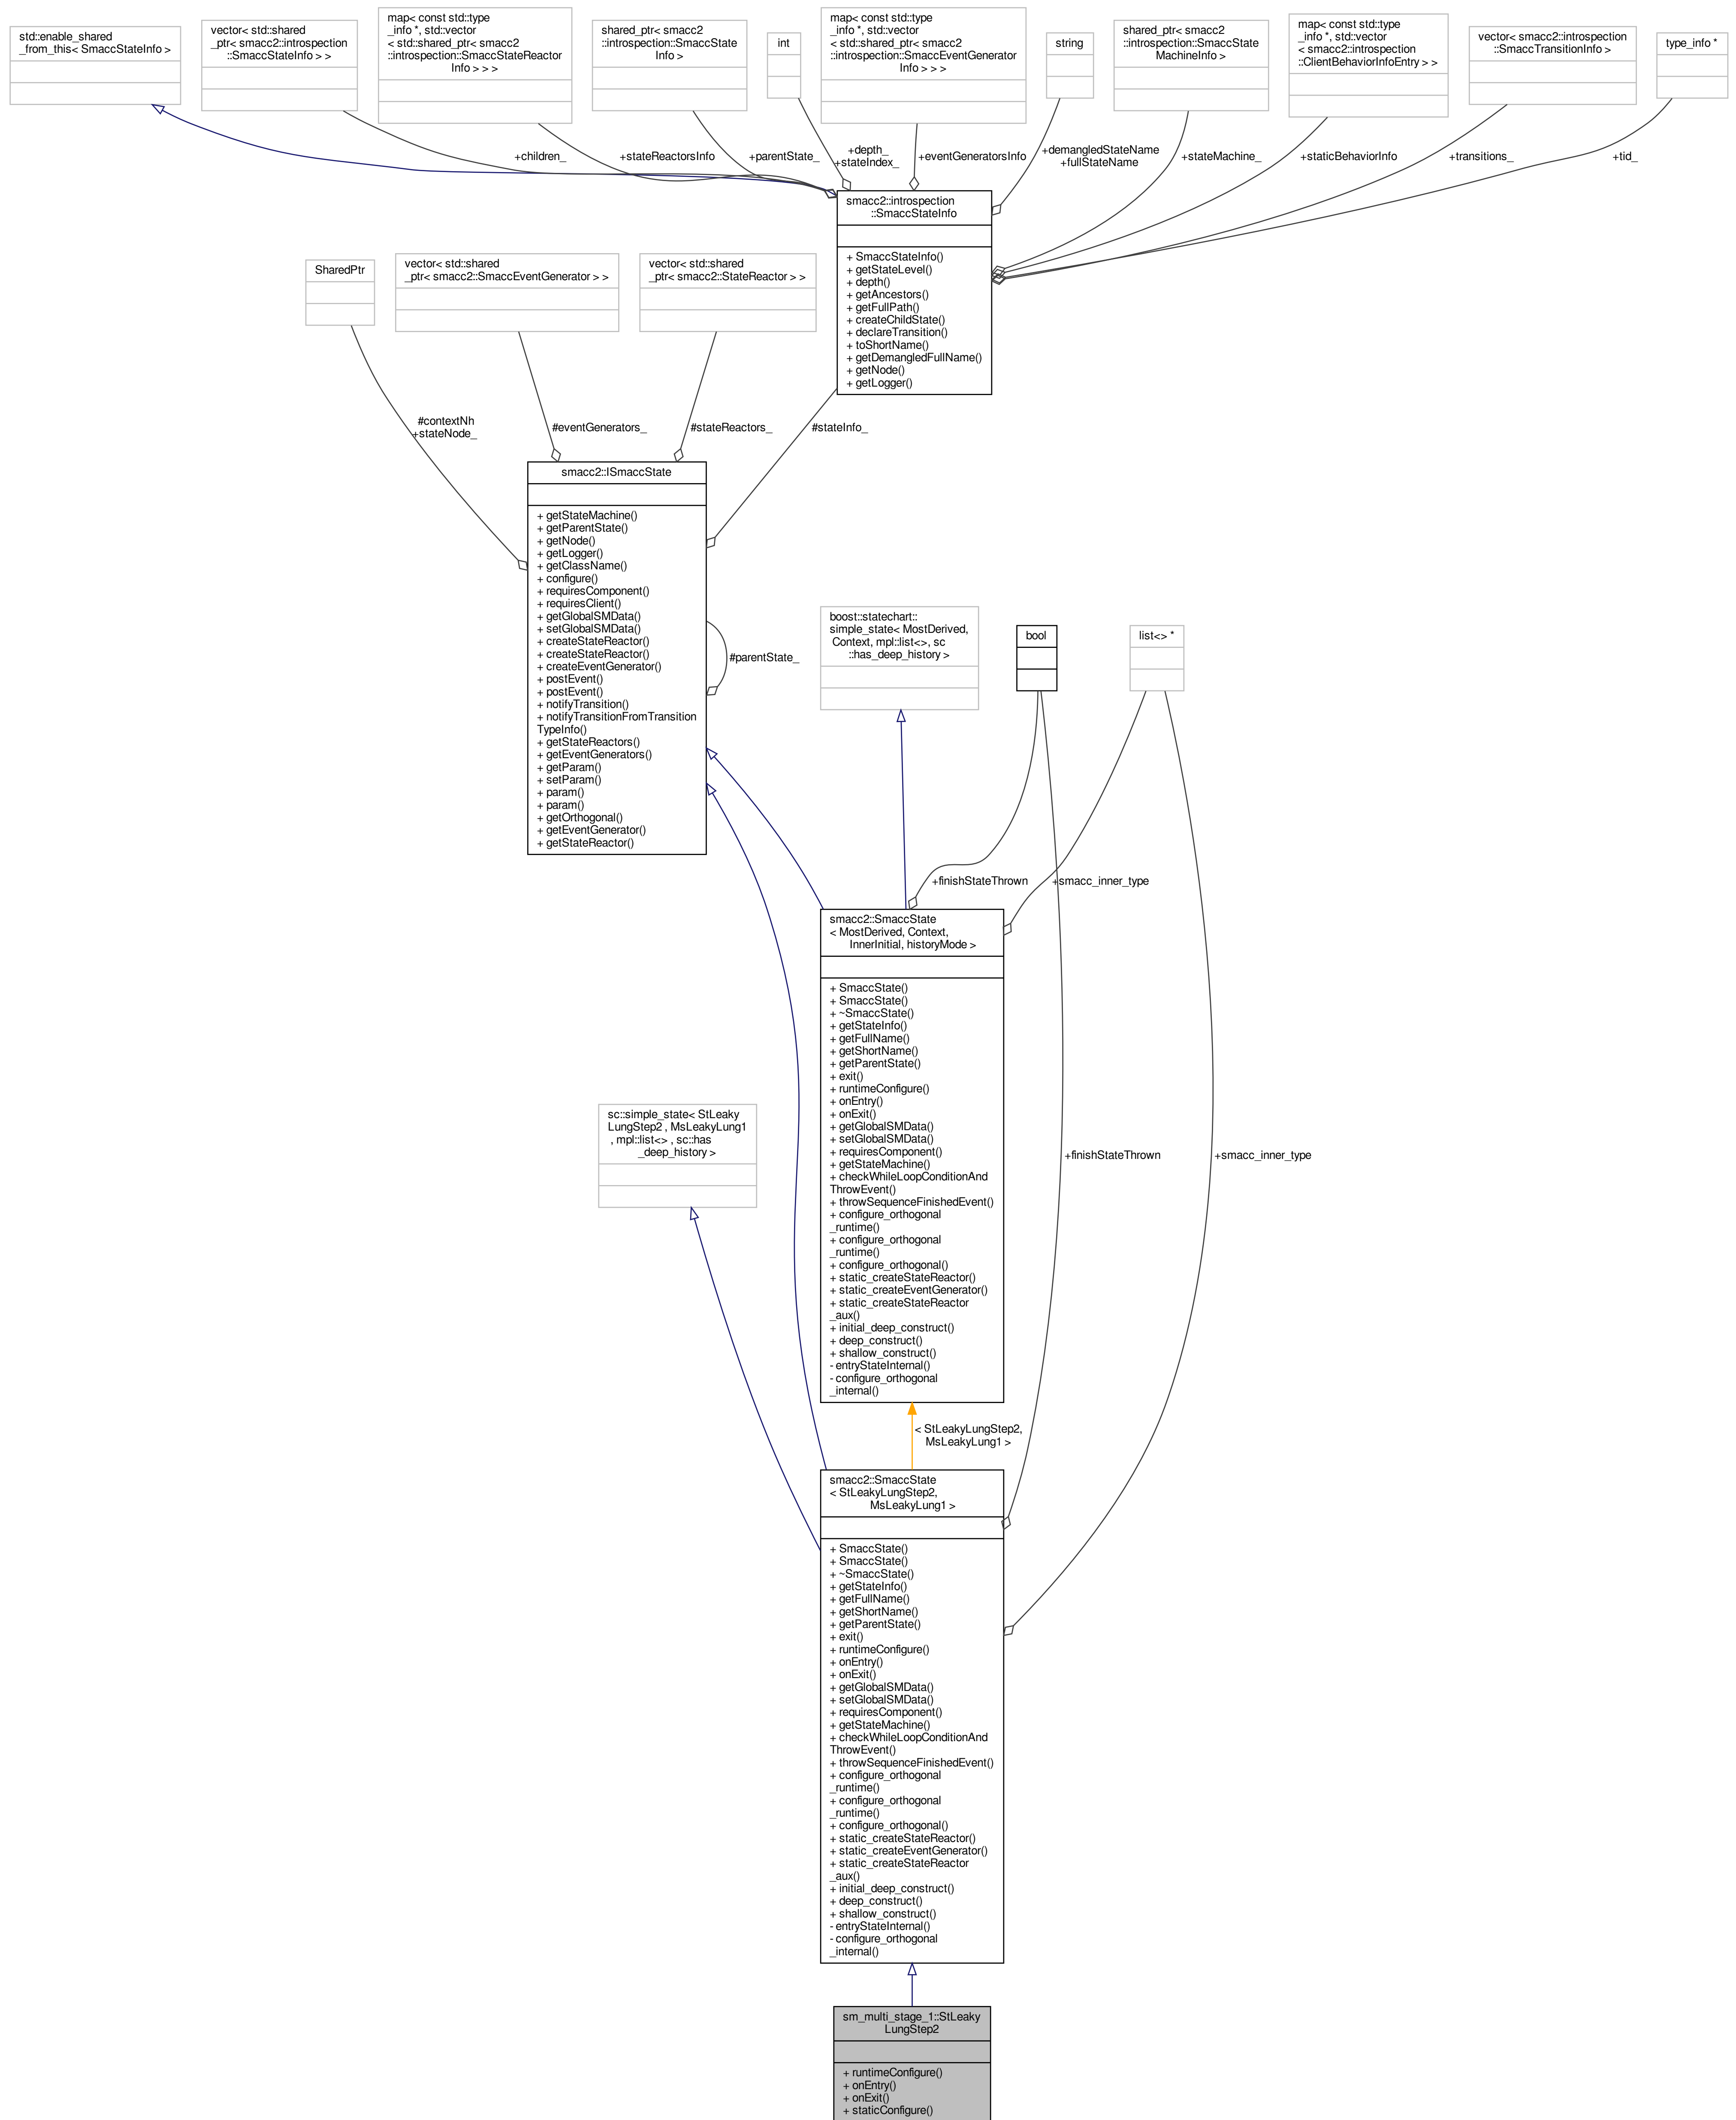 std::enable_shared
_from_this< SmaccStateInfo >
vector< std::shared
_ptr< smacc2::introspection
::SmaccStateInfo > >
map< const std::type
_info *, std::vector
< std::shared_ptr< smacc2
::introspection::SmaccStateReactor
Info > > >
shared_ptr< smacc2
::introspection::SmaccState
Info >
int
map< const std::type
_info *, std::vector
< std::shared_ptr< smacc2
::introspection::SmaccEventGenerator
Info > > >
string
shared_ptr< smacc2
::introspection::SmaccState
MachineInfo >
map< const std::type
_info *, std::vector
< smacc2::introspection
::ClientBehaviorInfoEntry > >
vector< smacc2::introspection
::SmaccTransitionInfo >
type_info *
+children_
+stateReactorsInfo
+parentState_
+depth_
+stateIndex_
+eventGeneratorsInfo
+demangledStateName
+fullStateName
+stateMachine_
+staticBehaviorInfo
+transitions_
+tid_
smacc2::introspection
::SmaccStateInfo
+ SmaccStateInfo()
+ getStateLevel()
+ depth()
+ getAncestors()
+ getFullPath()
+ createChildState()
+ declareTransition()
+ toShortName()
+ getDemangledFullName()
+ getNode()
+ getLogger()
SharedPtr
vector< std::shared
_ptr< smacc2::SmaccEventGenerator > >
vector< std::shared
_ptr< smacc2::StateReactor > >
#contextNh
+stateNode_
#eventGenerators_
#stateReactors_
#stateInfo_
smacc2::ISmaccState
+ getStateMachine()
+ getParentState()
+ getNode()
+ getLogger()
+ getClassName()
+ configure()
+ requiresComponent()
+ requiresClient()
+ getGlobalSMData()
+ setGlobalSMData()
+ createStateReactor()
+ createStateReactor()
+ createEventGenerator()
+ postEvent()
+ postEvent()
+ notifyTransition()
+ notifyTransitionFromTransition
TypeInfo()
+ getStateReactors()
+ getEventGenerators()
+ getParam()
+ setParam()
+ param()
+ param()
+ getOrthogonal()
+ getEventGenerator()
+ getStateReactor()
#parentState_
boost::statechart::
simple_state< MostDerived,
Context, mpl::list<>, sc
::has_deep_history >
bool
list<> *
+finishStateThrown
+smacc_inner_type
smacc2::SmaccState
< MostDerived, Context,
InnerInitial, historyMode >
+ SmaccState()
+ SmaccState()
+ ~SmaccState()
+ getStateInfo()
+ getFullName()
+ getShortName()
+ getParentState()
+ exit()
+ runtimeConfigure()
+ onEntry()
+ onExit()
+ getGlobalSMData()
+ setGlobalSMData()
+ requiresComponent()
+ getStateMachine()
+ checkWhileLoopConditionAnd
ThrowEvent()
+ throwSequenceFinishedEvent()
+ configure_orthogonal
_runtime()
+ configure_orthogonal
_runtime()
+ configure_orthogonal()
+ static_createStateReactor()
+ static_createEventGenerator()
+ static_createStateReactor
_aux()
+ initial_deep_construct()
+ deep_construct()
+ shallow_construct()
- entryStateInternal()
- configure_orthogonal
_internal()
sc::simple_state< StLeaky
LungStep2 , MsLeakyLung1
, mpl::list<> , sc::has
_deep_history >
+finishStateThrown
+smacc_inner_type
< StLeakyLungStep2,
MsLeakyLung1 >
smacc2::SmaccState
< StLeakyLungStep2,
MsLeakyLung1 >
+ SmaccState()
+ SmaccState()
+ ~SmaccState()
+ getStateInfo()
+ getFullName()
+ getShortName()
+ getParentState()
+ exit()
+ runtimeConfigure()
+ onEntry()
+ onExit()
+ getGlobalSMData()
+ setGlobalSMData()
+ requiresComponent()
+ getStateMachine()
+ checkWhileLoopConditionAnd
ThrowEvent()
+ throwSequenceFinishedEvent()
+ configure_orthogonal
_runtime()
+ configure_orthogonal
_runtime()
+ configure_orthogonal()
+ static_createStateReactor()
+ static_createEventGenerator()
+ static_createStateReactor
_aux()
+ initial_deep_construct()
+ deep_construct()
+ shallow_construct()
- entryStateInternal()
- configure_orthogonal
_internal()
sm_multi_stage_1::StLeaky
LungStep2
+ runtimeConfigure()
+ onEntry()
+ onExit()
+ staticConfigure()